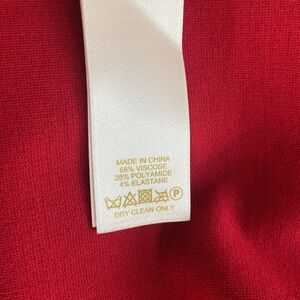 MADE IN CHINA
68% VISCOSE
28% POLYAMIDE
4% ELASTANE
P
DRY CLEAN ONLY